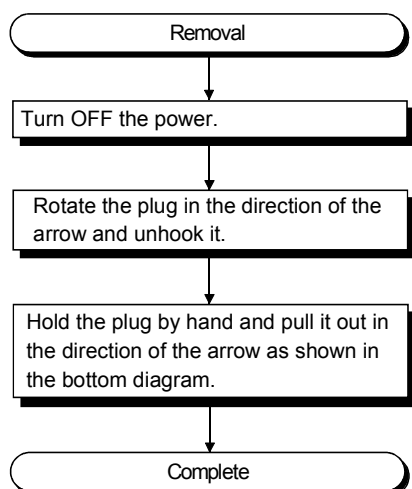 Removal
Turn OFF the power.
Rotate the plug in the direction of the
arrow and unhook it.
Hold the plug by hand and pull it out in
the direction of the arrow as shown in
the bottom diagram.
Complete